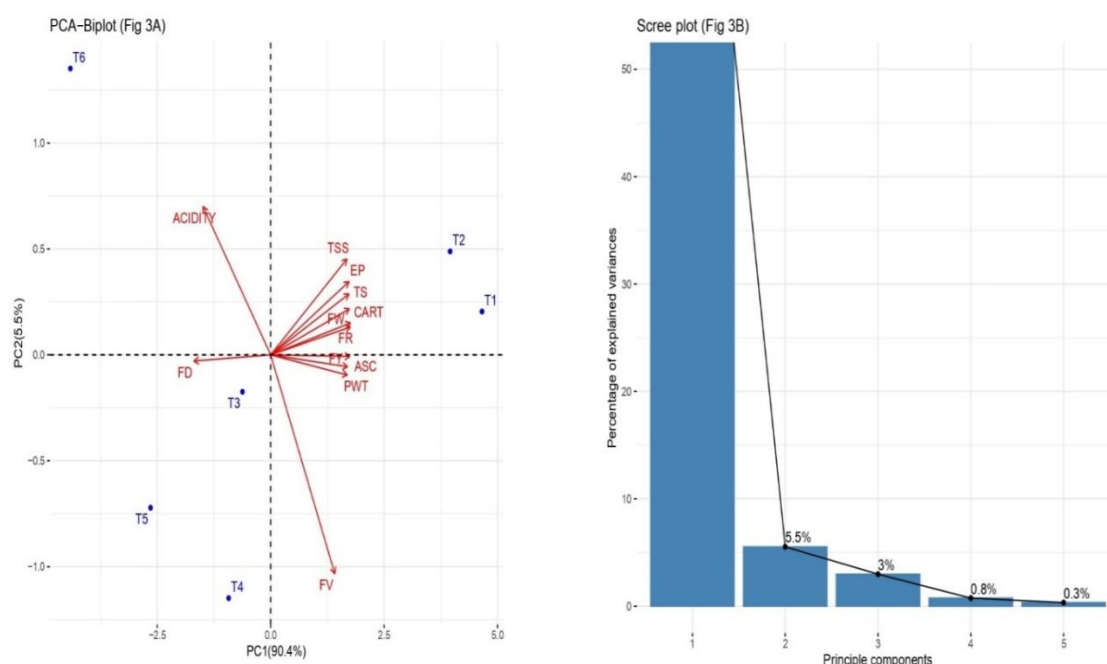 PCA−Biplot (Fig 3A)
T6
1.0
ACIDITY
0.5
TSS
T2
EP
TS
T1
CART
FW
FR
0.0
FT
ASC
FD
PWT
T3
−0.5
T5
−1.0
FV
T4
−2.5
0.0
2.5
5.0
PC2(5.5%)
PC1(90.4%)
Scree plot (Fig 3B)
50
40
30
20
10
0
5.5%
3%
0.8%
0.3%
1
2
3
4
5
Percentage of explained variances
Principle components